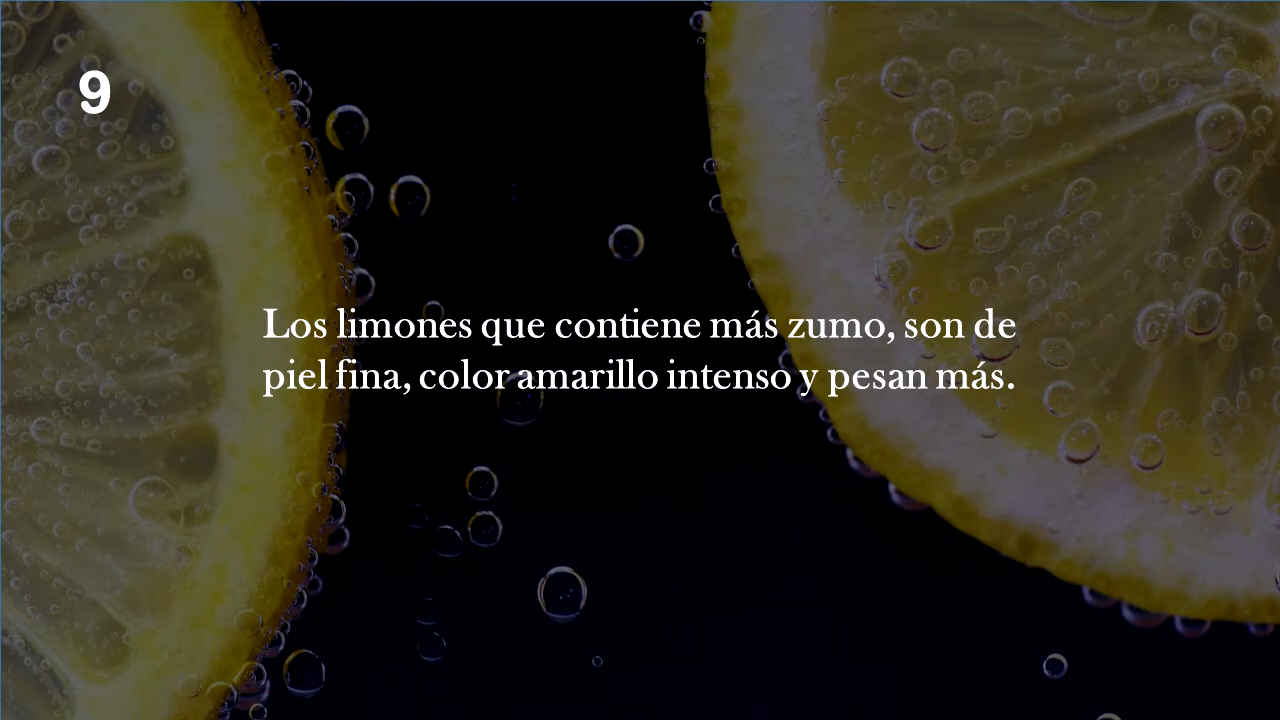 9
Los limones que contiene más zumo, son de
piel fina, color amarillo intenso y pesan más.